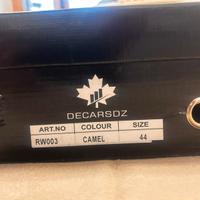 DECARSDZ
ART.NO COLOUR SIZE
RW003 CAMEL 44